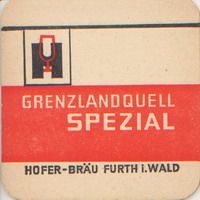 GRENZLANDQUELL
SPEZIAL
HOFER-BRÄU FURTH i.WALD